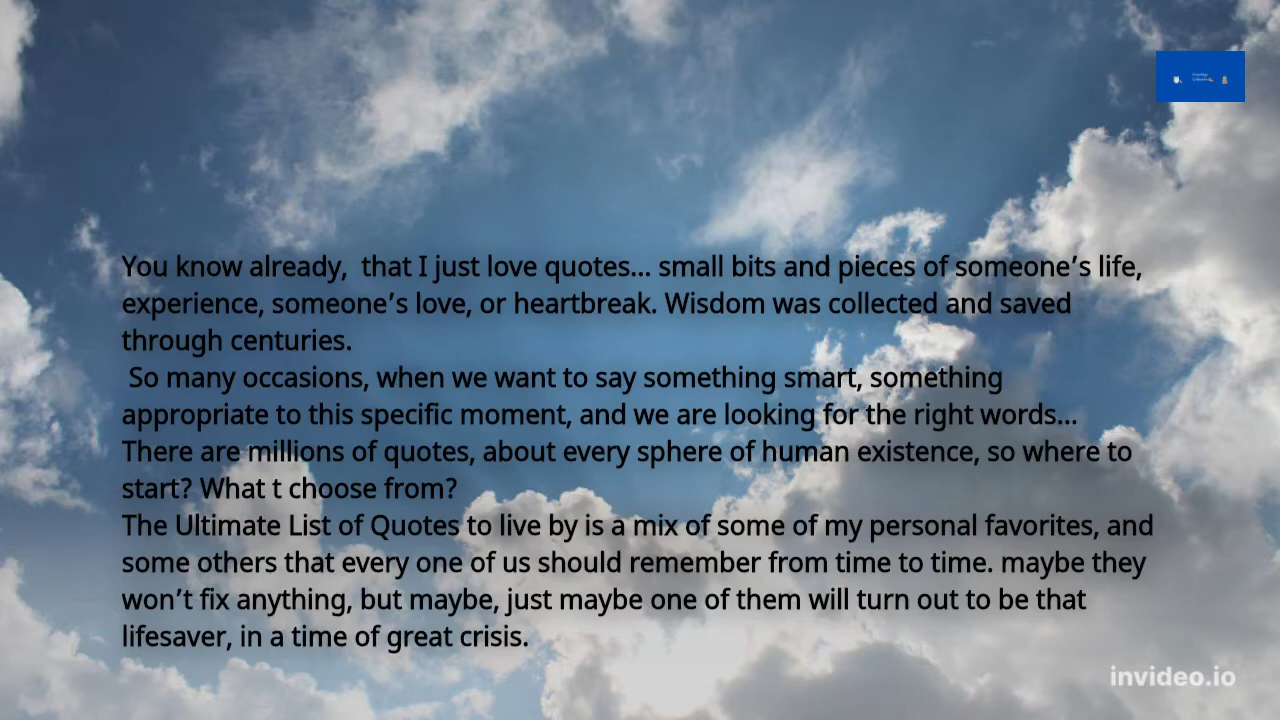 You know already,  that I just love quotes... small bits and pieces of someone’s life,
experience, someone’s love, or heartbreak. Wisdom was collected and saved
through centuries.
So many occasions, when we want to say something smart, something
appropriate to this specific moment, and we are looking for the right words...
There are millions of quotes, about every sphere of human existence, so where to
start? What t choose from?
The Ultimate List of Quotes to live by is a mix of some of my personal favorites, and
some others that every one of us should remember from time to time. maybe they
won’t fix anything, but maybe, just maybe one of them will turn out to be that
lifesaver, in a time of great crisis.
invideo.io